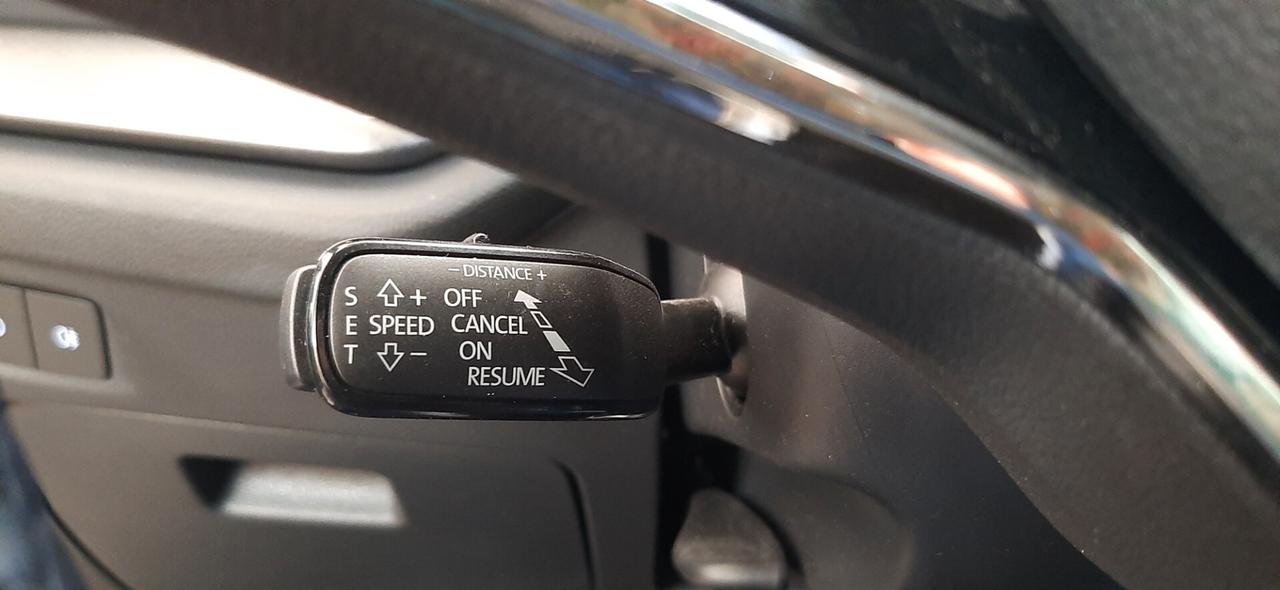 − DISTANCE +
S + OFF
E SPEED CANCEL
T − ON
RESUME